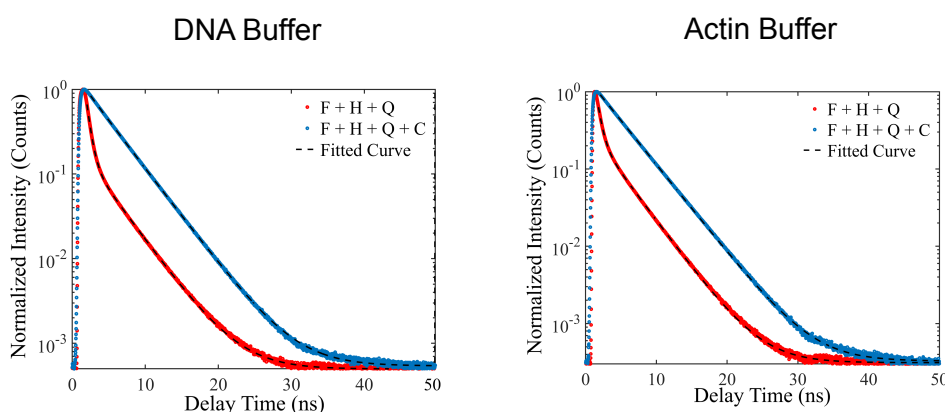 DNA Buffer
Actin Buffer
Normalized Intensity (Counts)
10^0
10^-1
10^-2
10^-3
F + H + Q
F + H + Q + C
Fitted Curve
0 10 20 30 40 50
Delay Time (ns)
Normalized Intensity (Counts)
10^0
10^-1
10^-2
10^-3
F + H + Q
F + H + Q + C
Fitted Curve
0 10 20 30 40 50
Delay Time (ns)